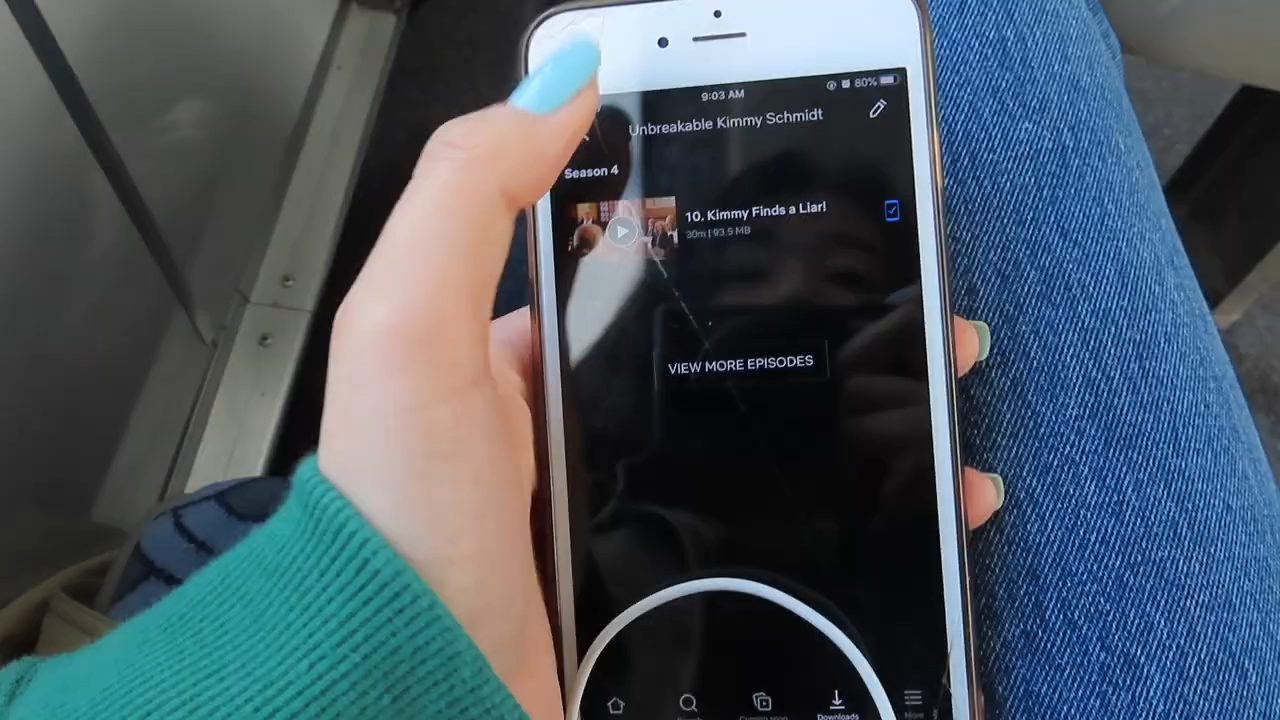 9:03 AM
80%
Unbreakable Kimmy Schmidt
Season 4
10. Kimmy Finds a Liar!
30m | 93.5 MB
VIEW MORE EPISODES
Downloads
More